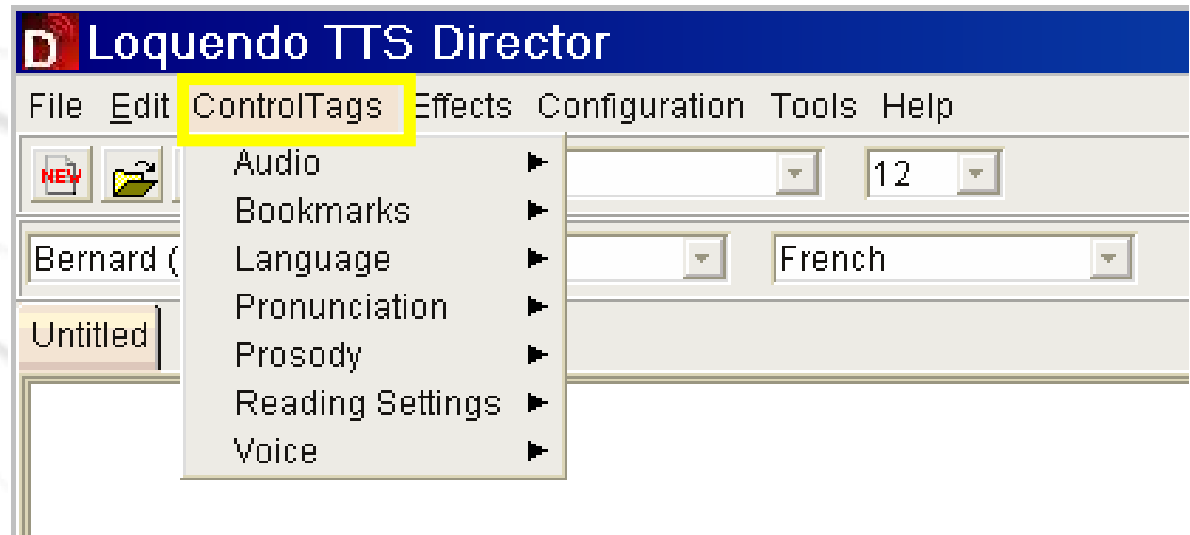 D Loquendo TTS Director
File Edit ControlTags Effects Configuration Tools Help
NEW 12
Bernard ( French
Untitled
Audio
Bookmarks
Language
Pronunciation
Prosody
Reading Settings
Voice